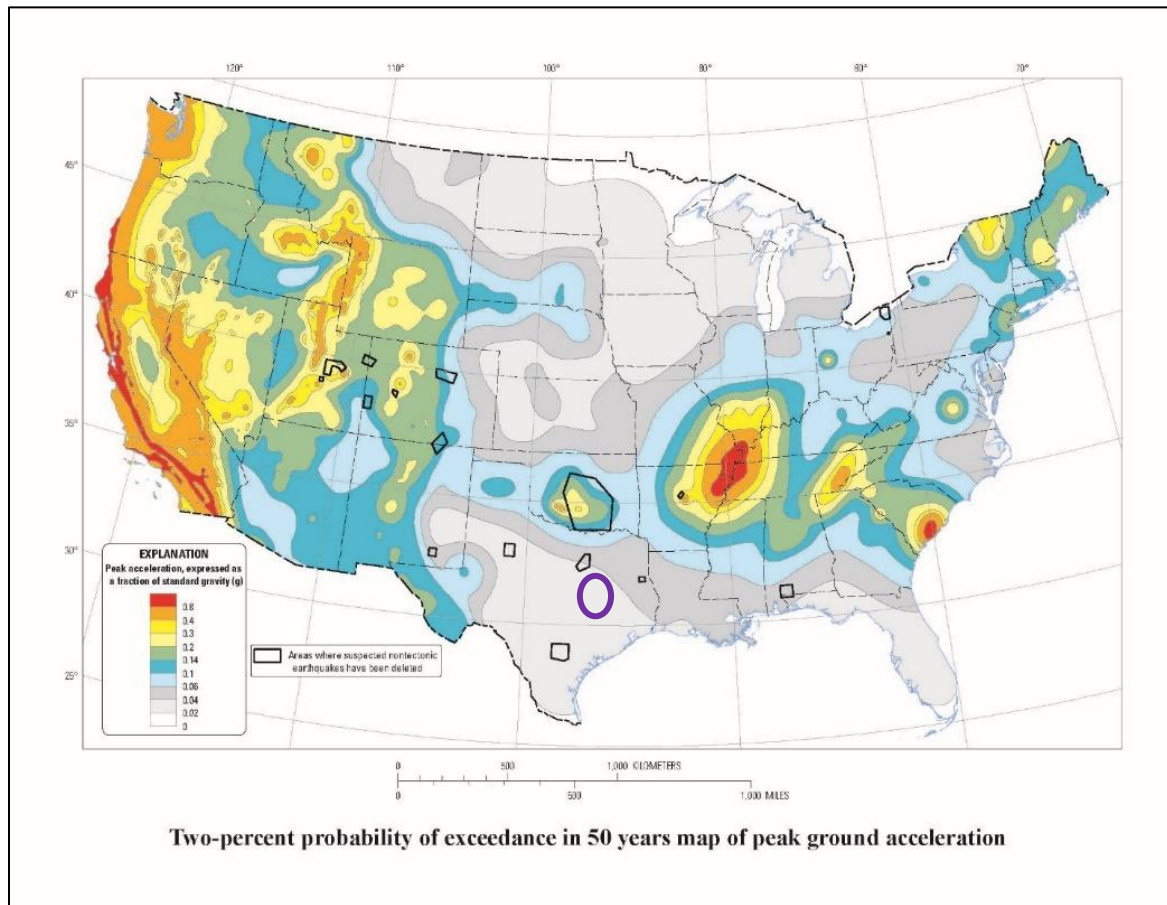 120°
110°
100°
90°
80°
70°
45°
40°
35°
30°
25°
EXPLANATION
Peak acceleration, expressed as
a fraction of standard gravity (g)
0.8
0.4
0.3
0.2
0.14
0.1
0.06
0.04
0.02
0
Areas where suspected nontectonic
earthquakes have been deleted
0 500 1,000 KILOMETERS
0 500 1,000 MILES
Two-percent probability of exceedance in 50 years map of peak ground acceleration